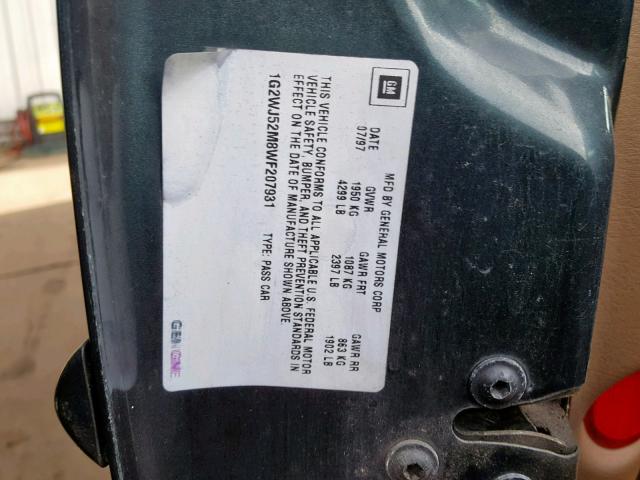 GM
MFD BY GENERAL MOTORS CORP
DATE GVWR GAWR FRT GAWR RR
07/97 1950 KG 1087 KG 863 KG
4299 LB 2397 LB 1902 LB
THIS VEHICLE CONFORMS TO ALL APPLICABLE U.S. FEDERAL MOTOR
VEHICLE SAFETY, BUMPER, AND THEFT PREVENTION STANDARDS IN
EFFECT ON THE DATE OF MANUFACTURE SHOWN ABOVE.
1G2WJ52M8WF207931 TYPE: PASS CAR